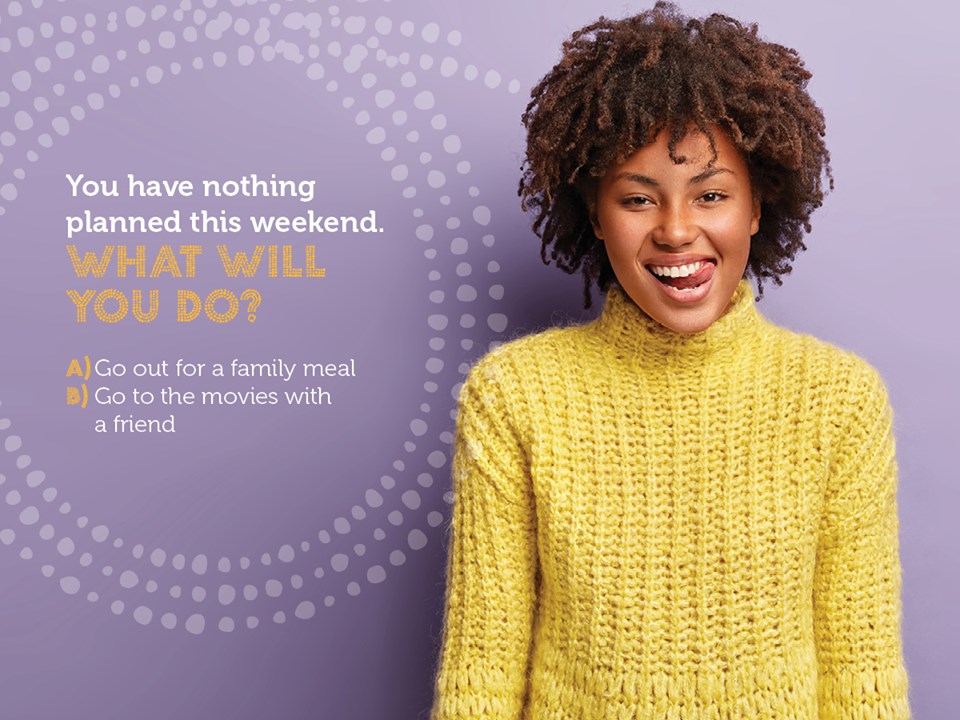 You have nothing
planned this weekend.
WHAT WILL
YOU DO?
A) Go out for a family meal
B) Go to the movies with
a friend